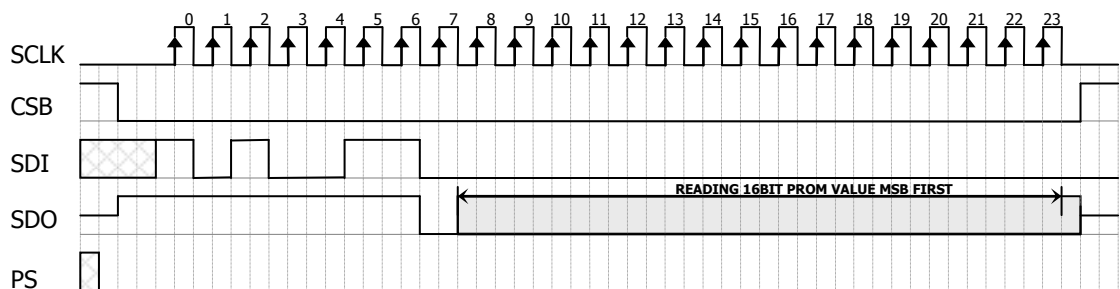 0 1 2 3 4 5 6 7 8 9 10 11 12 13 14 15 16 17 18 19 20 21 22 23
SCLK
CSB
SDI
READING 16BIT PROM VALUE MSB FIRST
SDO
PS